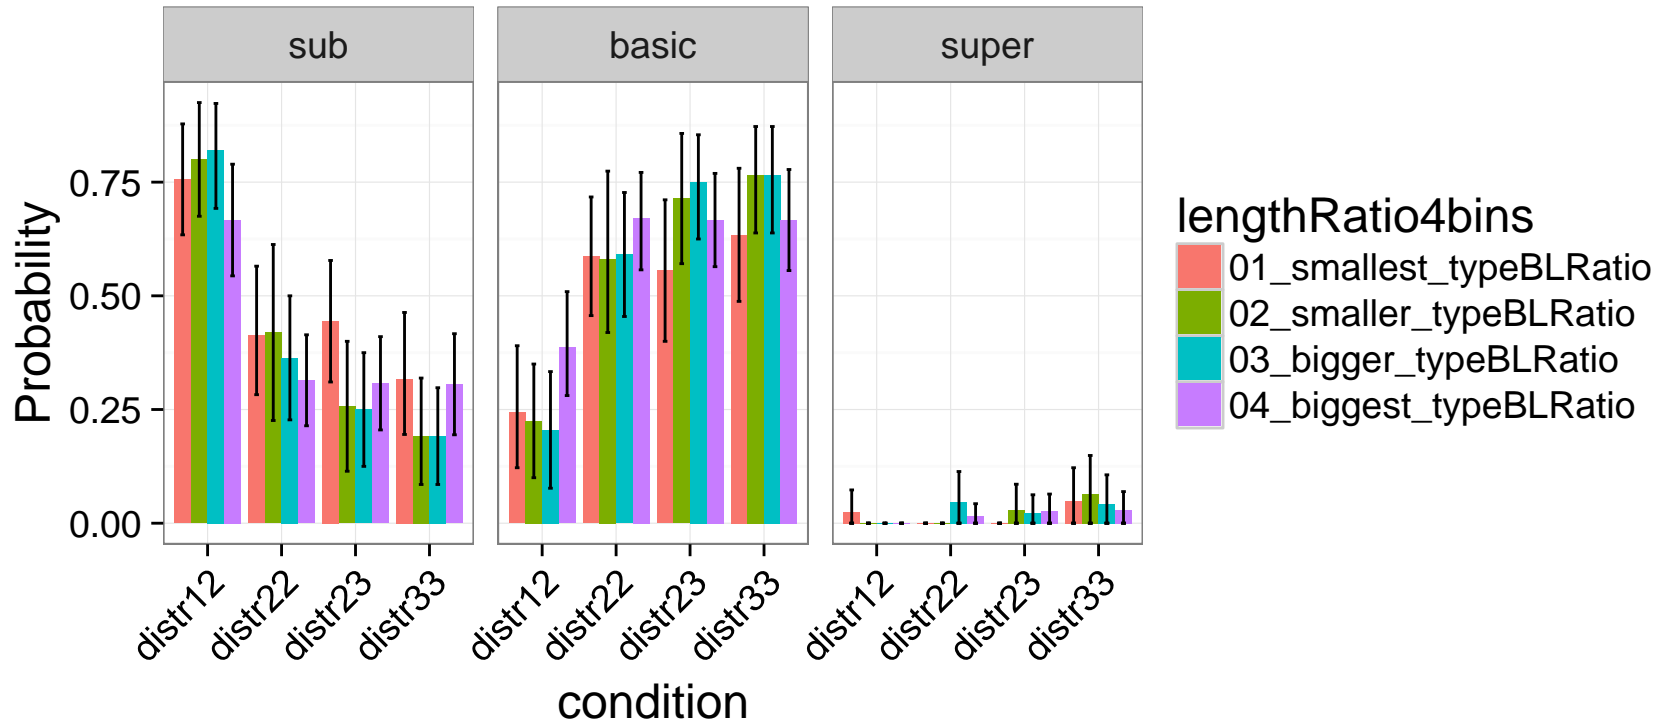 sub basic super
Probability
0.75
0.50
0.25
0.00
distr12 distr22 distr23 distr33 distr12 distr22 distr23 distr33 distr12 distr22 distr23 distr33
condition
lengthRatio4bins
01_smallest_typeBLRatio
02_smaller_typeBLRatio
03_bigger_typeBLRatio
04_biggest_typeBLRatio